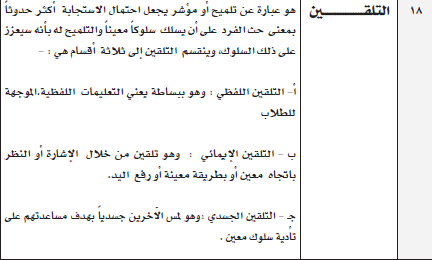 ١٨
التلقــــــــين
هو عبارة عن تلميح أو مؤشر يجعل احتمال الاستجابة أكثر حدوثاً
بمعنى حث الفرد على أن يسلك سلوكاً معيناً والتلميح له بأنه سيعزز
على ذلك السلوك، وينقسم التلقين إلى ثلاثة أقسام هي : -
أ- التلقين اللفظي : وهو ببساطة يعني التعليمات اللفظية.الموجهة
للطلاب
ب - التلقين الإيمائي : وهو تلقين من خلال الإشارة أو النظر
باتجاه معين أو بطريقة معينة أو رفع اليد.
جـ - التلقين الجسدي :وهو لمس الآخرين جسدياً بهدف مساعدتهم على
تأدية سلوك معين .